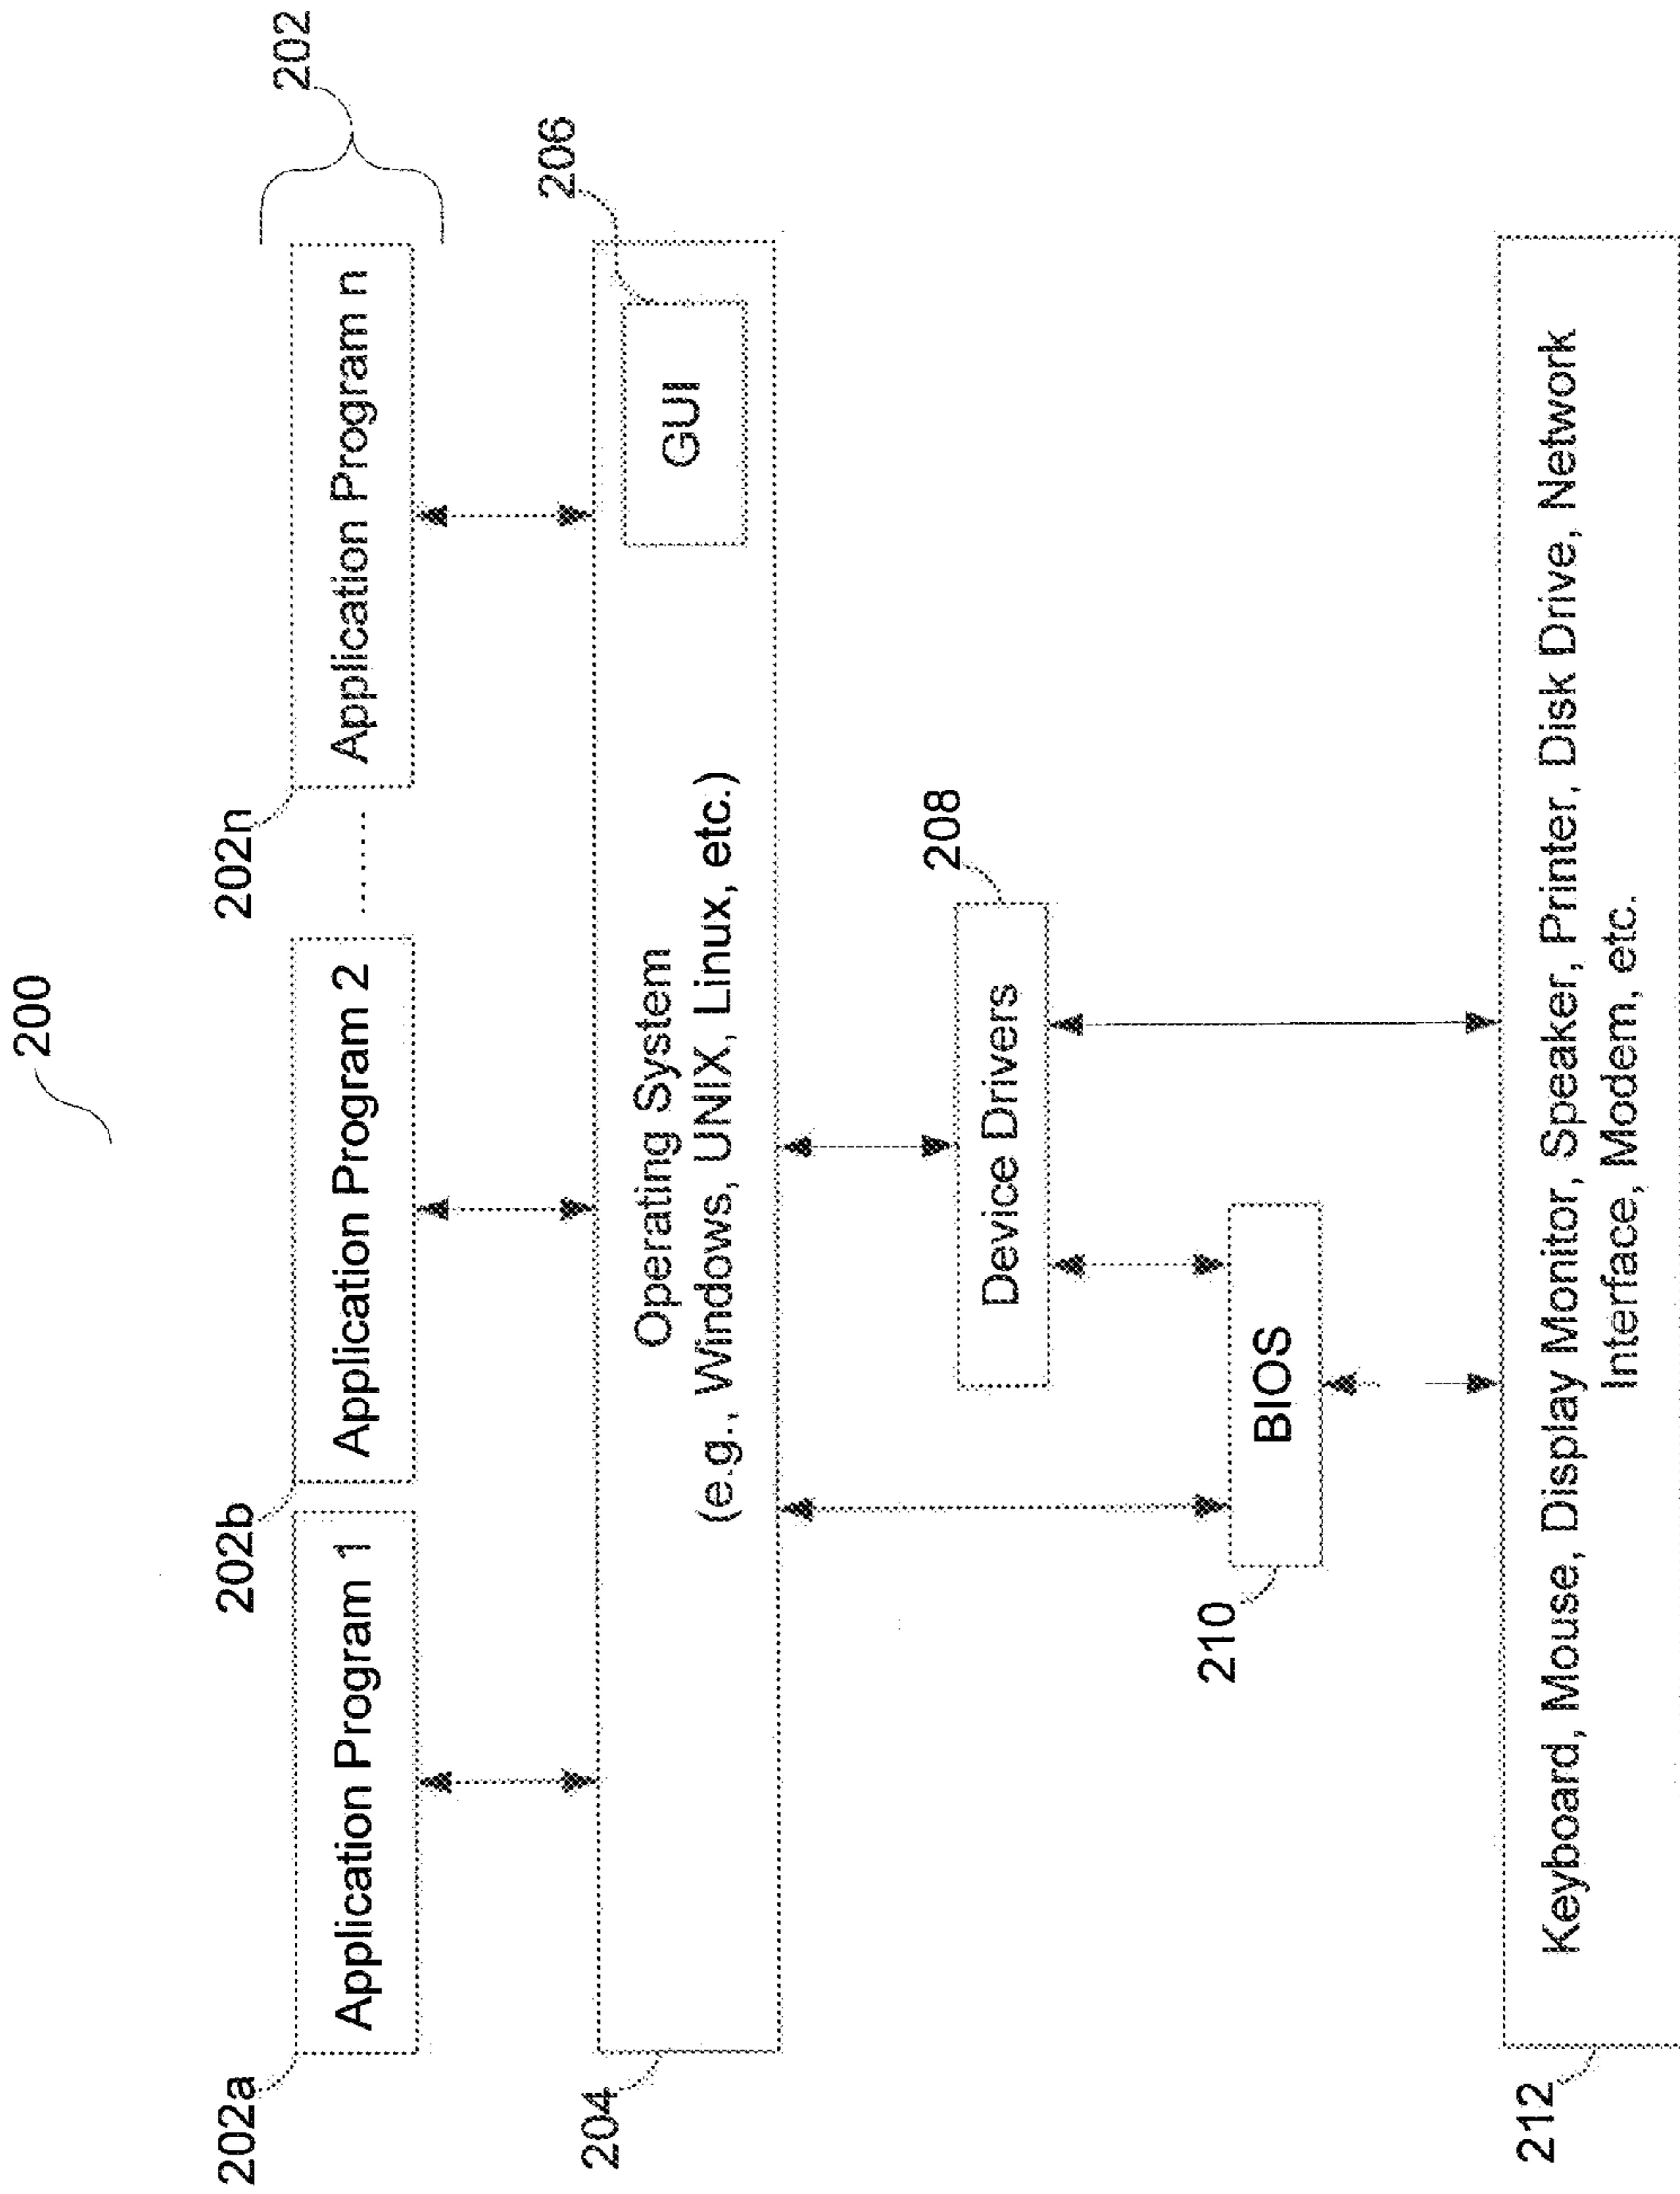 200
202
202a
Application Program 1
202b
Application Program 2
......
202n
Application Program n
204
Operating System
(e.g., Windows, UNIX, Linux, etc.)
206
GUI
208
Device Drivers
210
BIOS
212
Keyboard, Mouse, Display Monitor, Speaker, Printer, Disk Drive, Network
Interface, Modem, etc.